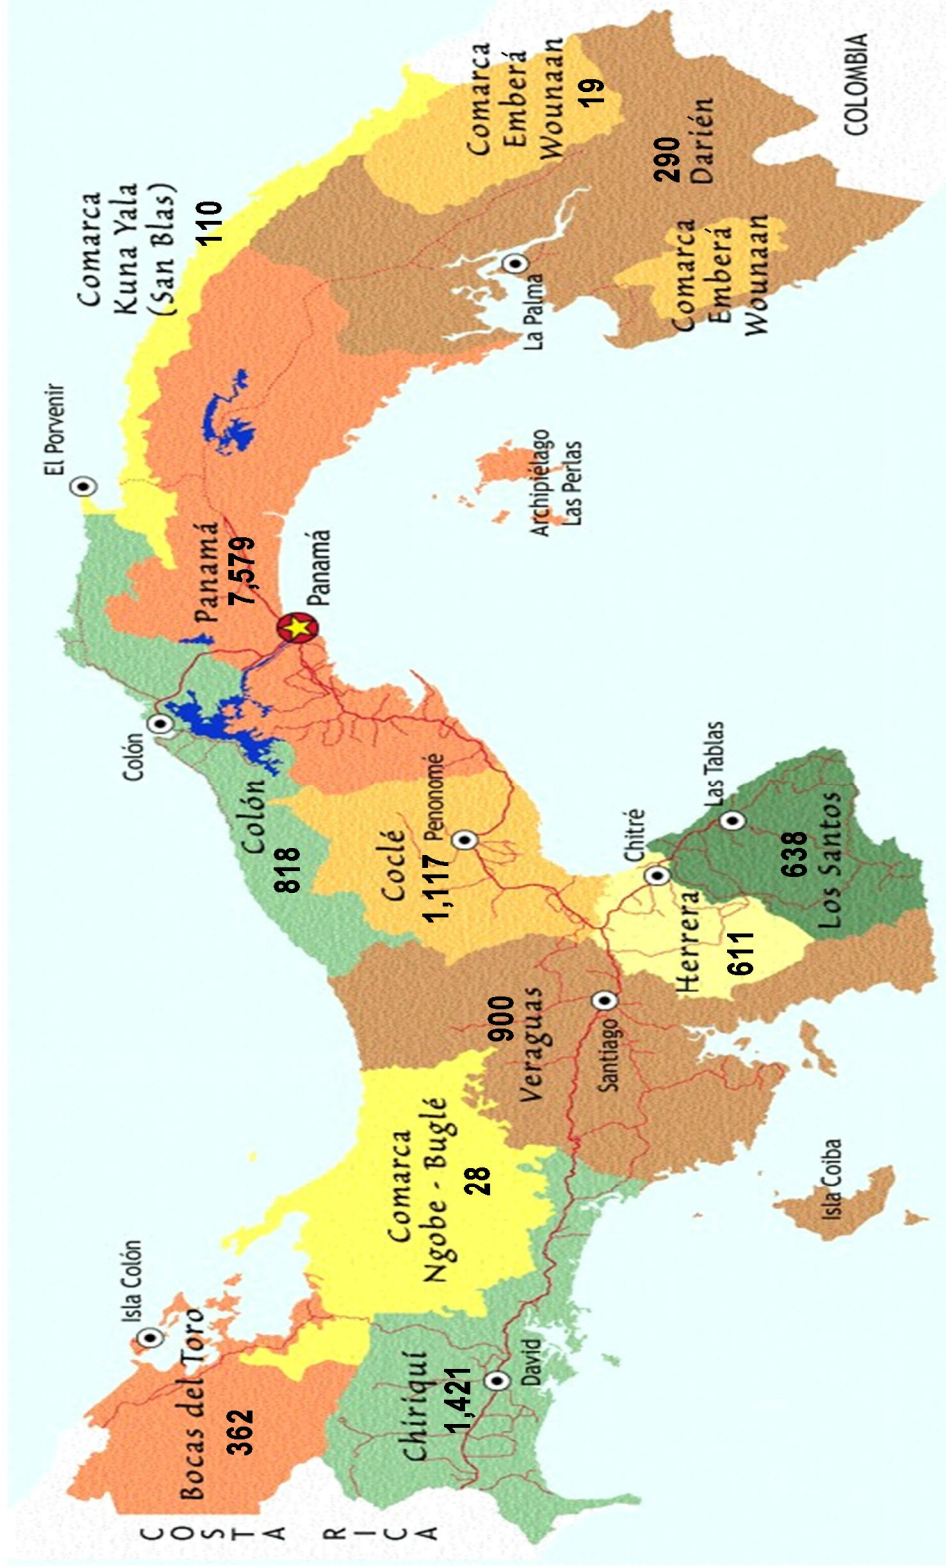 COSTA
RICA
Isla Colón
Bocas del Toro
362
Chiriquí
1,421
David
Comarca
Ngobe - Buglé
28
Isla Coiba
900
Veraguas
Santiago
Herrera
611
Chitré
Las Tablas
638
Los Santos
Coclé
1,117
Penonomé
Colón
818
Colón
Panamá
7,579
Panamá
El Porvenir
Comarca
Kuna Yala
(San Blas)
110
Archipiélago
Las Perlas
La Palma
Comarca
Emberá
Wounaan
19
290
Darién
Comarca
Emberá
Wounaan
COLOMBIA